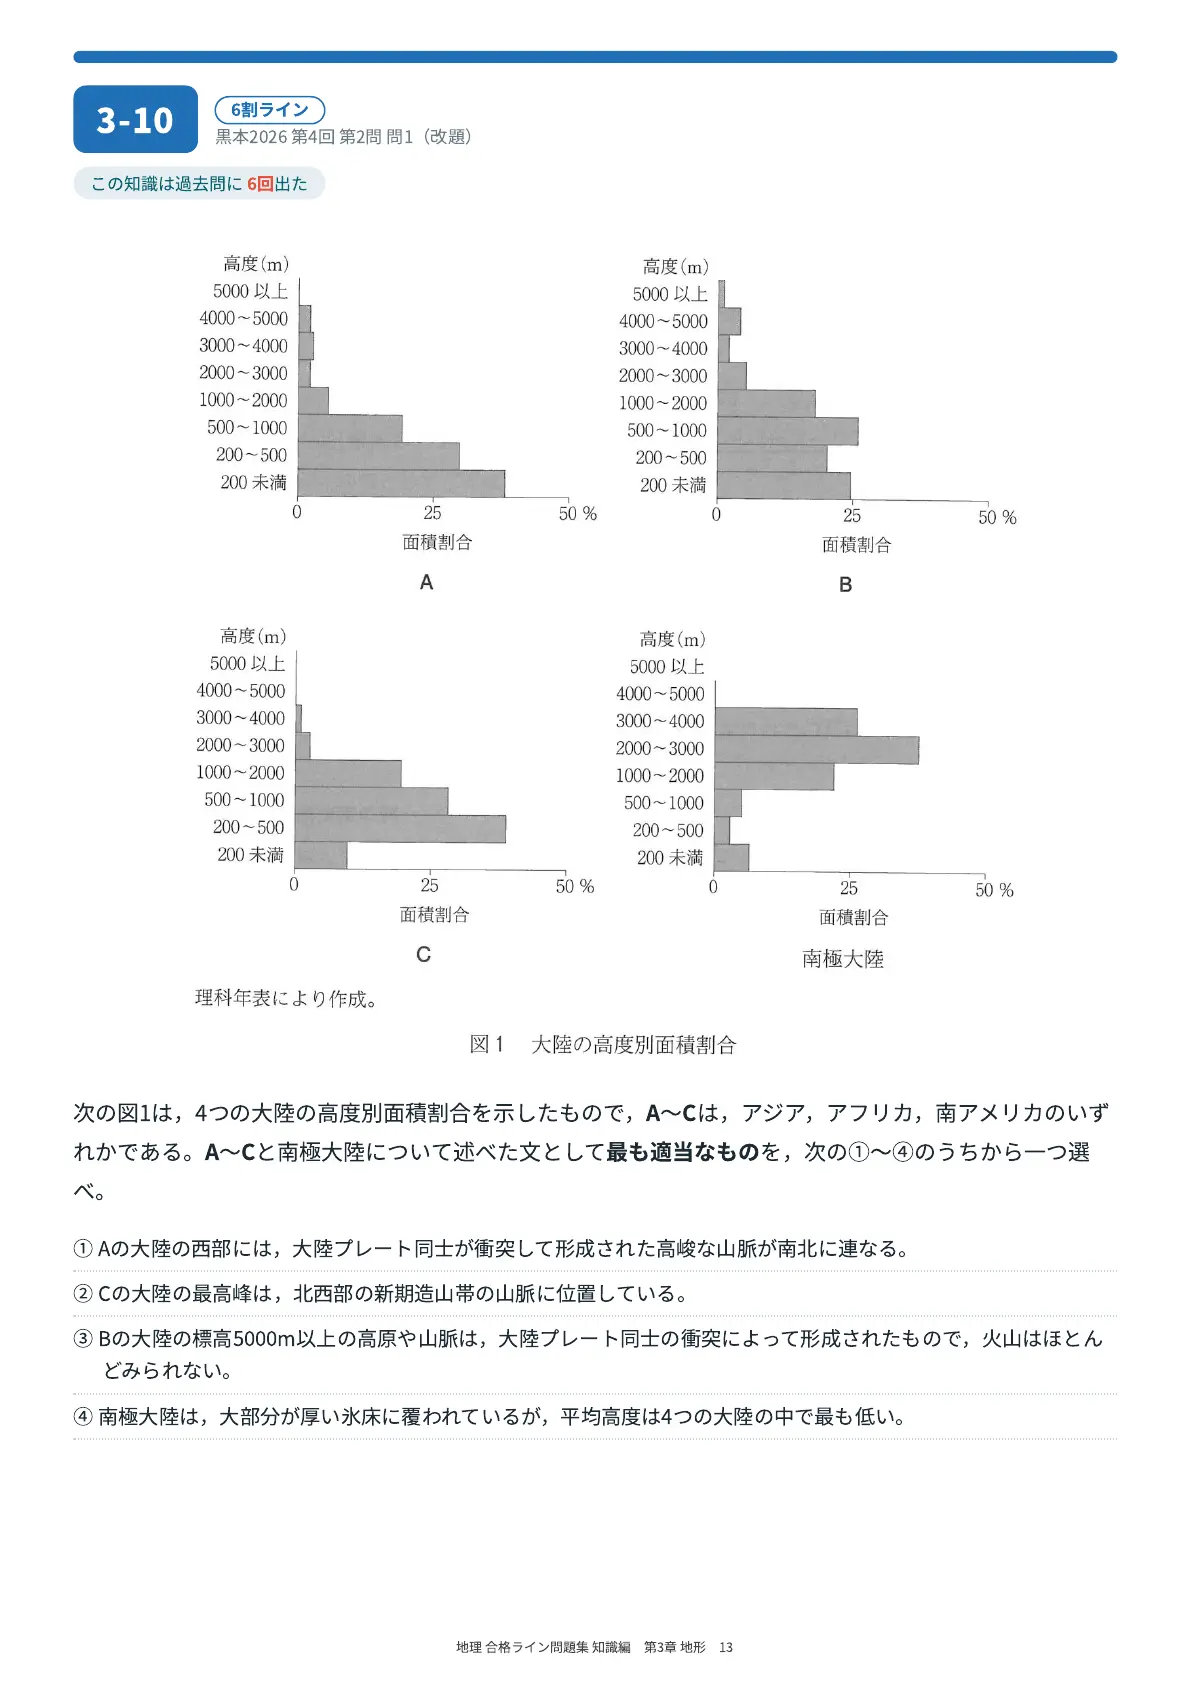 3-10
6割ライン
黒本2026 第4回 第2問 問1（改題）
この知識は過去問に 6回出た
高度(m)
5000 以上
4000～5000
3000～4000
2000～3000
1000～2000
500～1000
200～500
200 未満
0 25 50 %
面積割合
A
高度(m)
5000 以上
4000～5000
3000～4000
2000～3000
1000～2000
500～1000
200～500
200 未満
0 25 50 %
面積割合
B
高度(m)
5000 以上
4000～5000
3000～4000
2000～3000
1000～2000
500～1000
200～500
200 未満
0 25 50 %
面積割合
C
高度(m)
5000 以上
4000～5000
3000～4000
2000～3000
1000～2000
500～1000
200～500
200 未満
0 25 50 %
面積割合
南極大陸
理科年表により作成。
図1　大陸の高度別面積割合
次の図1は，4つの大陸の高度別面積割合を示したもので，A～Cは，アジア，アフリカ，南アメリカのいず
れかである。A～Cと南極大陸について述べた文として最も適当なものを，次の①～④のうちから一つ選
べ。
① Aの大陸の西部には，大陸プレート同士が衝突して形成された高峻な山脈が南北に連なる。
② Cの大陸の最高峰は，北西部の新期造山帯の山脈に位置している。
③ Bの大陸の標高5000m以上の高原や山脈は，大陸プレート同士の衝突によって形成されたもので，火山はほとん
どみられない。
④ 南極大陸は，大部分が厚い氷床に覆われているが，平均高度は4つの大陸の中で最も低い。
地理 合格ライン問題集 知識編　第3章 地形　13